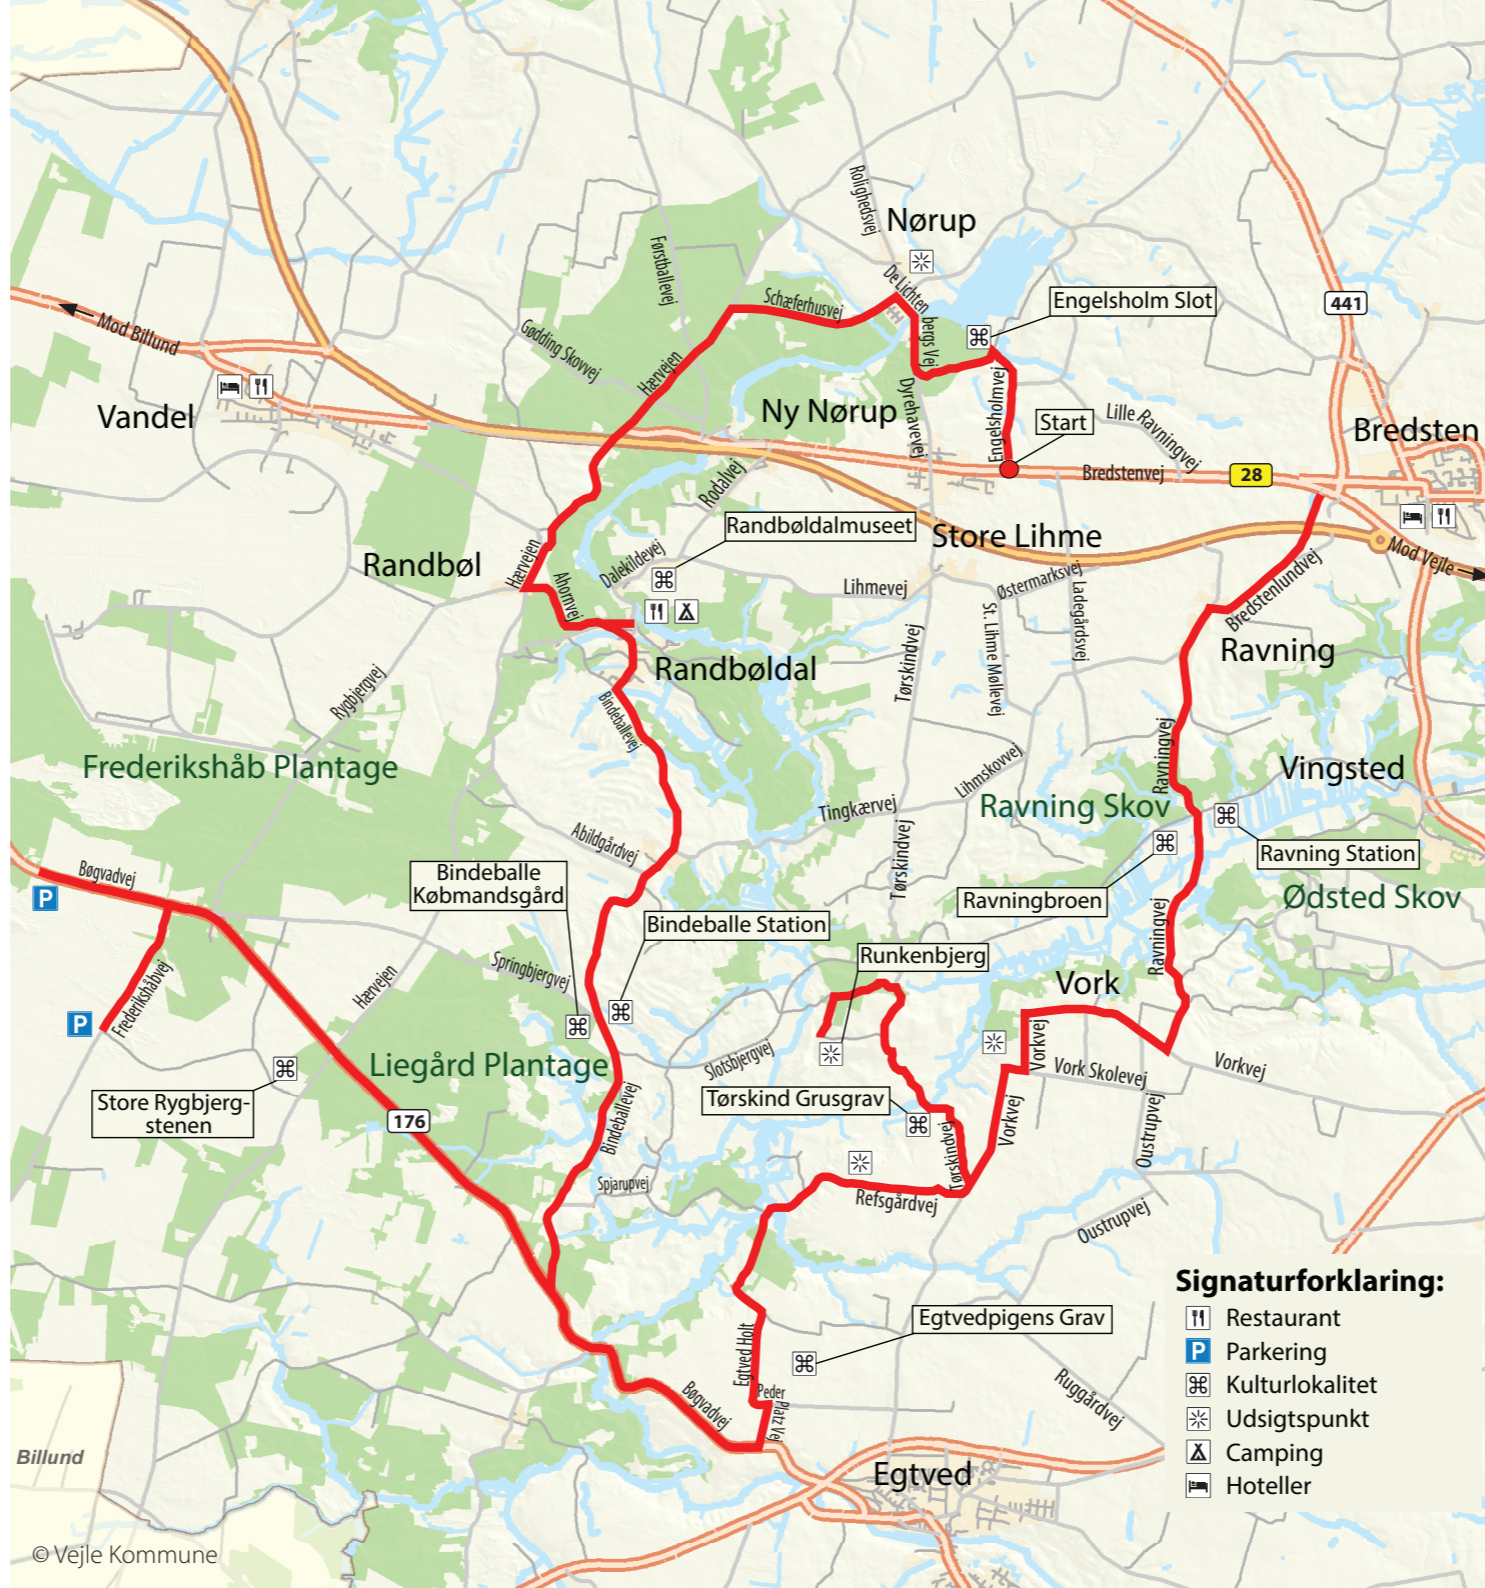 Rolighedsvej
Nørup
Førstballevej
De Lichten
bergs Vej
Schæferhusvej
Engelsholm Slot
441
Mod Billund
Gødding Skovvej
Hærvejen
Vandel
Ny Nørup
Dyrehavevej
Engelsholmvej
Start
Lille Ravningvej
Bredsten
Bredstenvej
28
Rodalvej
Randbøldalmuseet
Store Lihme
Mod Vejle
Randbøl
Hærvejen
Ahornvej
Dalekildevej
Lihmevej
Østermarksvej
Ladegårdsvej
St. Lihme Møllevej
Bredstenlundvej
Ravning
Tørskindvej
Randbøldal
Rygbjergvej
Bindeballevej
Frederikshåb Plantage
Ravningvej
Vingsted
Lihmskovvej
Tingkærvej
Ravning Skov
Abildgårdvej
Tørskindvej
Ravning Station
Bøgvadvej
Bindeballe
Købmandsgård
Ravningbroen
Ødsted Skov
Bindeballe Station
Ravningvej
Runkenbjerg
Springbjergvej
Hærvejen
Vork
Frederikshåbvej
Liegård Plantage
Slotsbjergvej
Vorkvej
Vork Skolevej
Vorkvej
Store Rygbjerg-
stenen
176
Tørskind Grusgrav
Bindeballevej
Vorkvej
Tørskindvej
Oustrupvej
Spjarupvej
Refsgårdvej
Oustrupvej
Egtvedpigens Grav
Egtved Holt
Peder
Platz Vej
Bøgvadvej
Ruggårdvej
Egtved
Billund
Signaturforklaring:
Restaurant
P Parkering
Kulturlokalitet
Udsigtspunkt
Camping
Hoteller
P
P
© Vejle Kommune